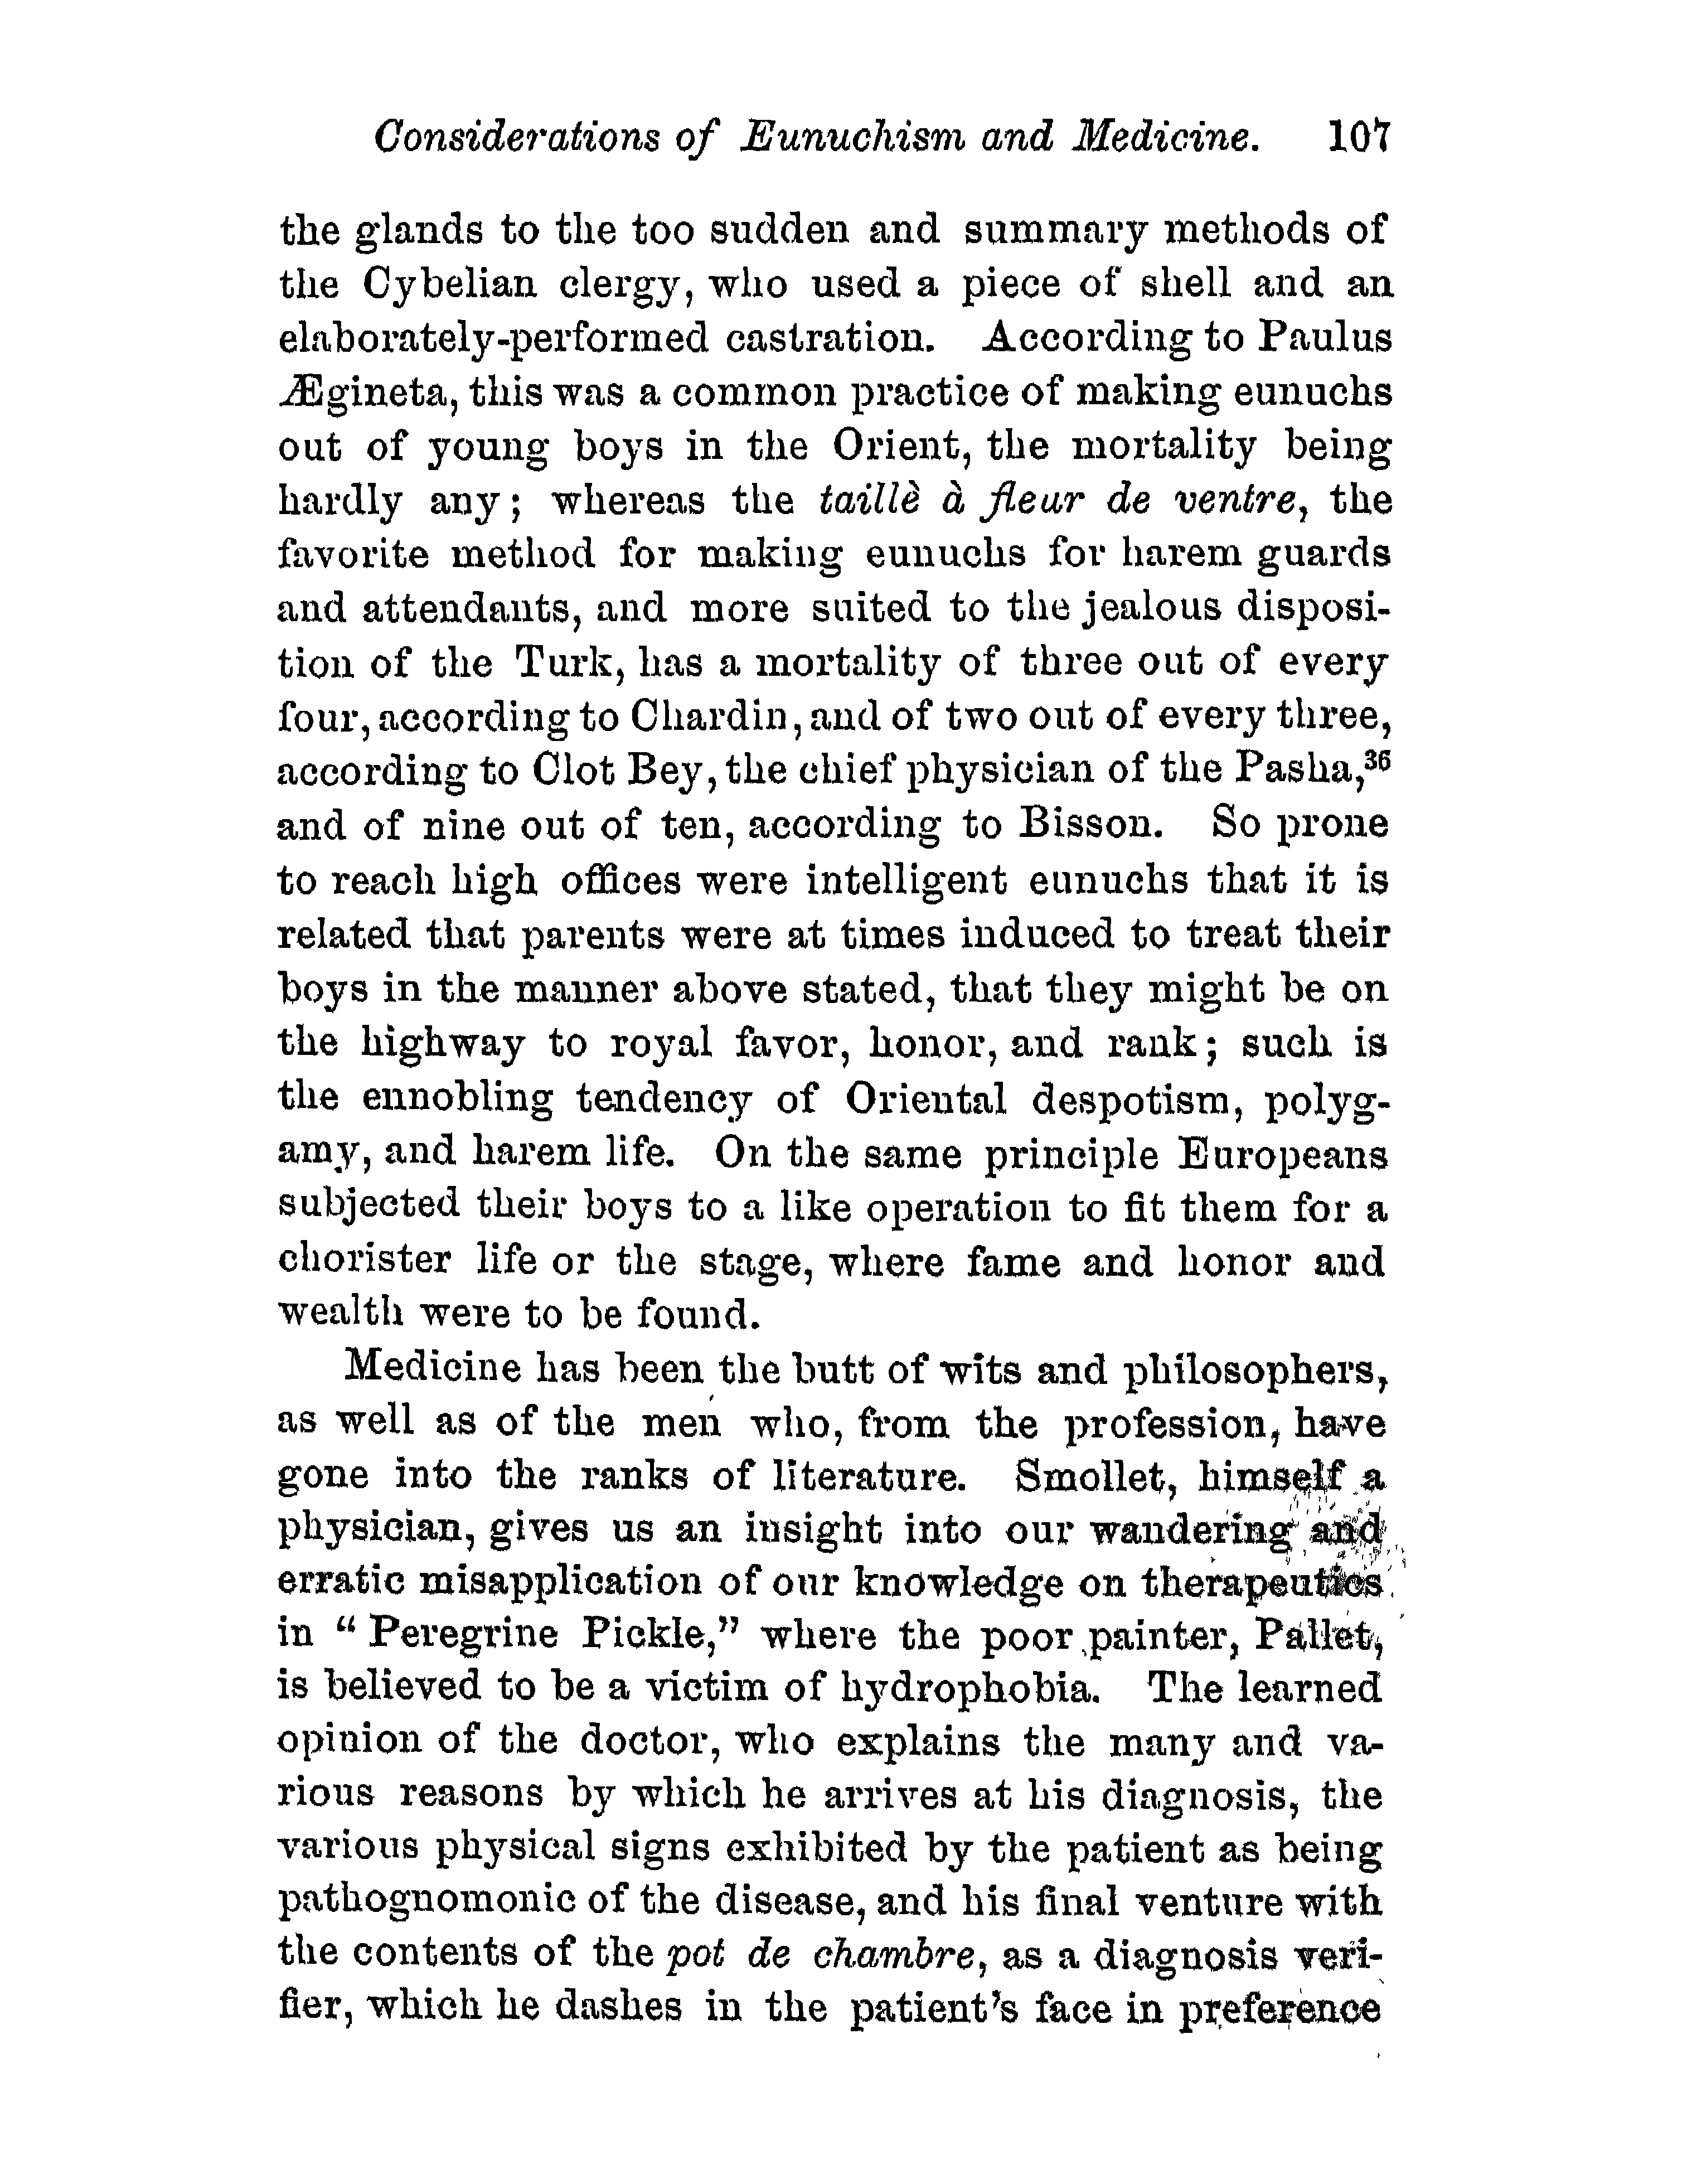 Considerations of Eunuchism and Medicine. 107
the glands to the too sudden and summary methods of
the Cybelian clergy, who used a piece of shell and an
elaborately-performed castration. According to Paulus
Ægineta, this was a common practice of making eunuchs
out of young boys in the Orient, the mortality being
hardly any; whereas the taillè à fleur de ventre, the
favorite method for making eunuchs for harem guards
and attendants, and more suited to the jealous disposi-
tion of the Turk, has a mortality of three out of every
four, according to Chardin, and of two out of every three,
according to Clot Bey, the chief physician of the Pasha,36
and of nine out of ten, according to Bisson. So prone
to reach high offices were intelligent eunuchs that it is
related that parents were at times induced to treat their
boys in the manner above stated, that they might be on
the highway to royal favor, honor, and rank; such is
the ennobling tendency of Oriental despotism, polyg-
amy, and harem life. On the same principle Europeans
subjected their boys to a like operation to fit them for a
chorister life or the stage, where fame and honor and
wealth were to be found.
Medicine has been the butt of wits and philosophers,
as well as of the men who, from the profession, have
gone into the ranks of literature. Smollet, himself a
physician, gives us an insight into our wandering and
erratic misapplication of our knowledge on therapeutics
in "Peregrine Pickle," where the poor painter, Pallet,
is believed to be a victim of hydrophobia. The learned
opinion of the doctor, who explains the many and va-
rious reasons by which he arrives at his diagnosis, the
various physical signs exhibited by the patient as being
pathognomonic of the disease, and his final venture with
the contents of the pot de chambre, as a diagnosis veri-
fier, which he dashes in the patient's face in preference